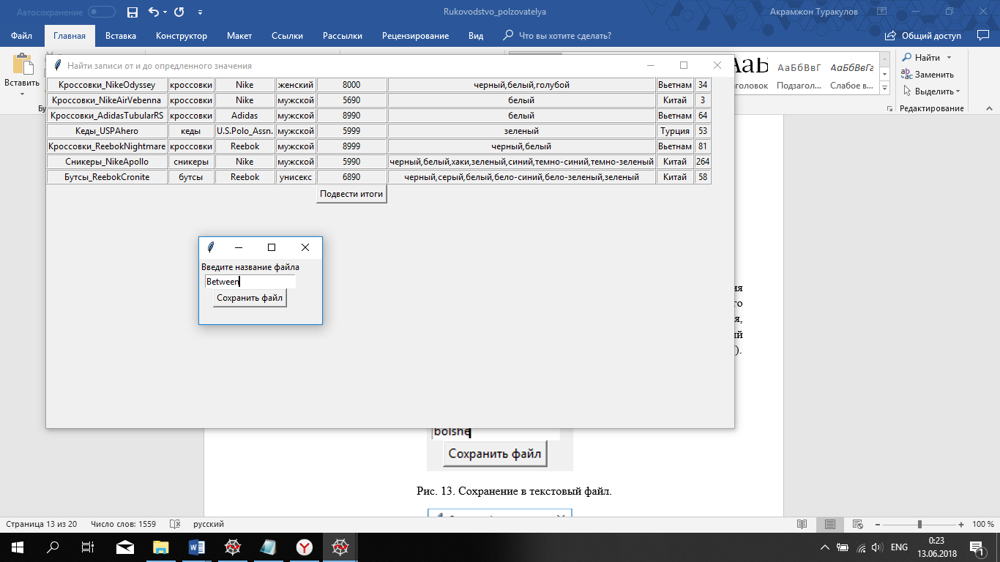 Автосохранение
Rukovodstvo_polzovatelya
Акрамжон Туракулов
Файл Главная Вставка Конструктор Макет Ссылки Рассылки Рецензирование Вид Что вы хотите сделать? Общий доступ
Вставить
АаБбВвГ АаБбВвГг
Подзагол... Слабое в...
Найти
Заменить
Выделить
Редактирование
Найти записи от и до опредленного значения
Кроссовки_NikeOdyssey кроссовки Nike женский 8000 черный,белый,голубой Вьетнам 34
Кроссовки_NikeAirVebenna кроссовки Nike мужской 5690 белый Китай 3
Кроссовки_AdidasTubularRS кроссовки Adidas мужской 8990 белый Вьетнам 64
Кеды_USPAhero кеды U.S.Polo_Assn. мужской 5999 зеленый Турция 53
Кроссовки_ReebokNightmare кроссовки Reebok мужской 8999 черный,белый Вьетнам 81
Сникеры_NikeApollo сникеры Nike мужской 5990 черный,белый,хаки,зеленый,синий,темно-синий,темно-зеленый Китай 264
Бутсы_ReebokCronite бутсы Reebok унисекс 6890 черный,серый,белый,бело-синий,бело-зеленый,зеленый Китай 58
Подвести итоги
Введите название файла
Between
Сохранить файл
bolshe
Сохранить файл
Рис. 13. Сохранение в текстовый файл.
Страница 13 из 20 Число слов: 1559 русский 100 %
ENG
0:23
13.06.2018
1